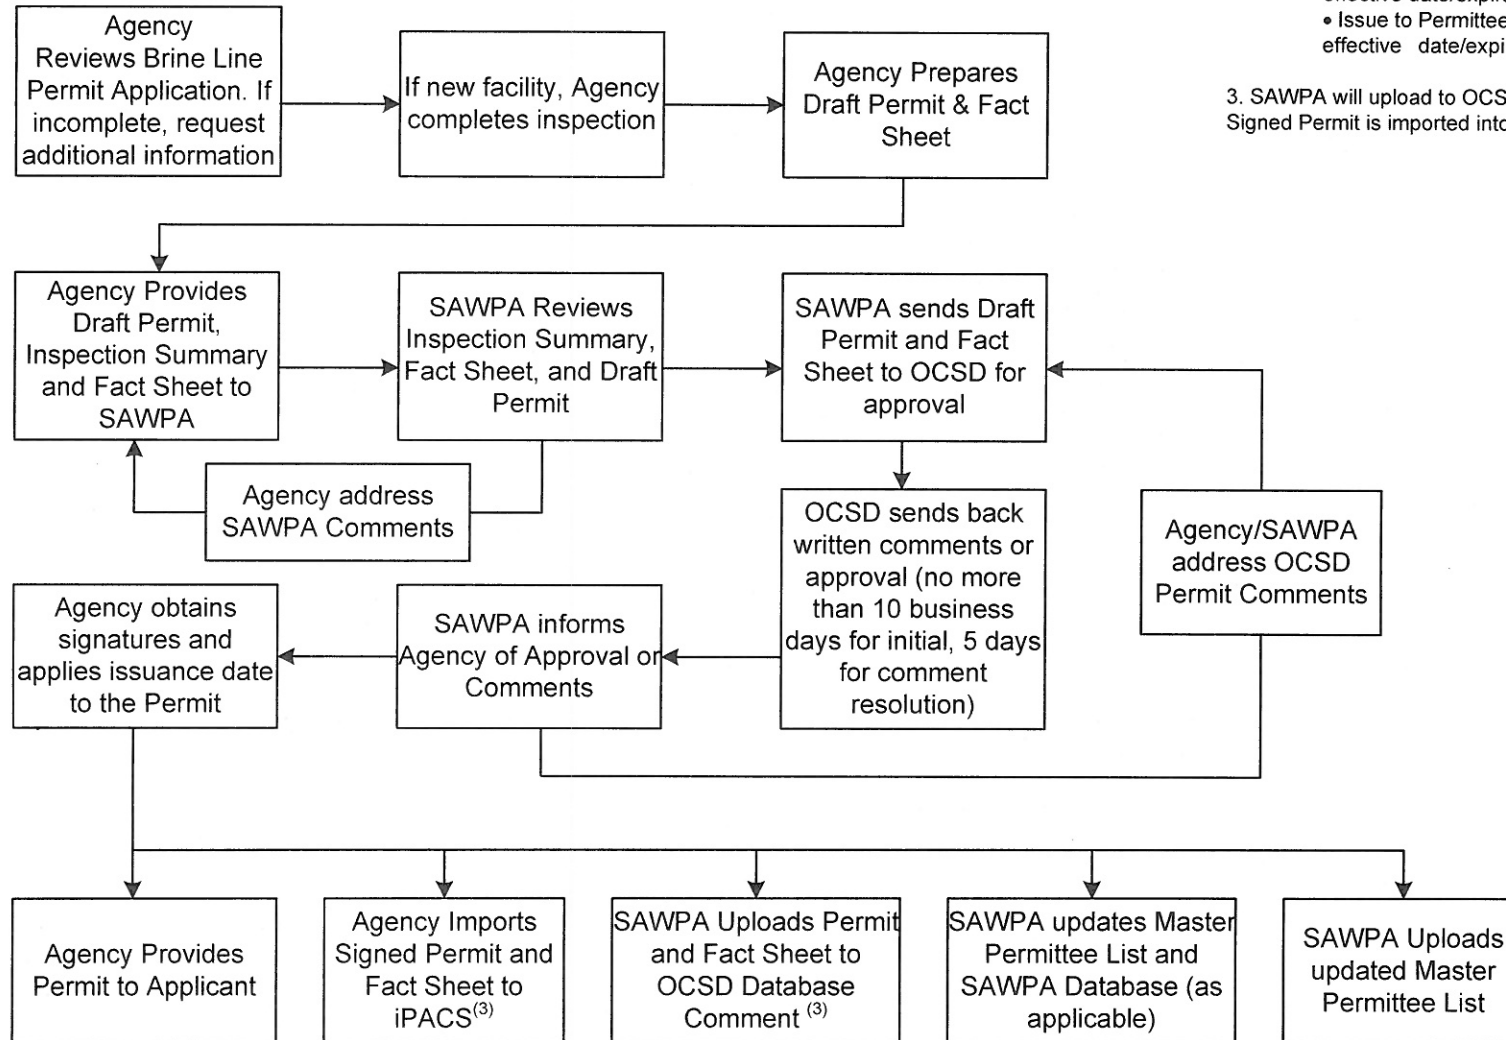 Agency
Reviews Brine Line
Permit Application. If
incomplete, request
additional information
If new facility, Agency
completes inspection
Agency Prepares
Draft Permit & Fact
Sheet
• Issue to Permittee
effective date/expi
3. SAWPA will upload to OCS
Signed Permit is imported into
Agency Provides
Draft Permit,
Inspection Summary
and Fact Sheet to
SAWPA
SAWPA Reviews
Inspection Summary,
Fact Sheet, and Draft
Permit
SAWPA sends Draft
Permit and Fact
Sheet to OCSD for
approval
Agency address
SAWPA Comments
OCSD sends back
written comments or
approval (no more
than 10 business
days for initial, 5 days
for comment
resolution)
Agency/SAWPA
address OCSD
Permit Comments
Agency obtains
signatures and
applies issuance date
to the Permit
SAWPA informs
Agency of Approval or
Comments
Agency Provides
Permit to Applicant
Agency Imports
Signed Permit and
Fact Sheet to
iPACS(3)
SAWPA Uploads Permit
and Fact Sheet to
OCSD Database
Comment (3)
SAWPA updates Master
Permittee List and
SAWPA Database (as
applicable)
SAWPA Uploads
updated Master
Permittee List